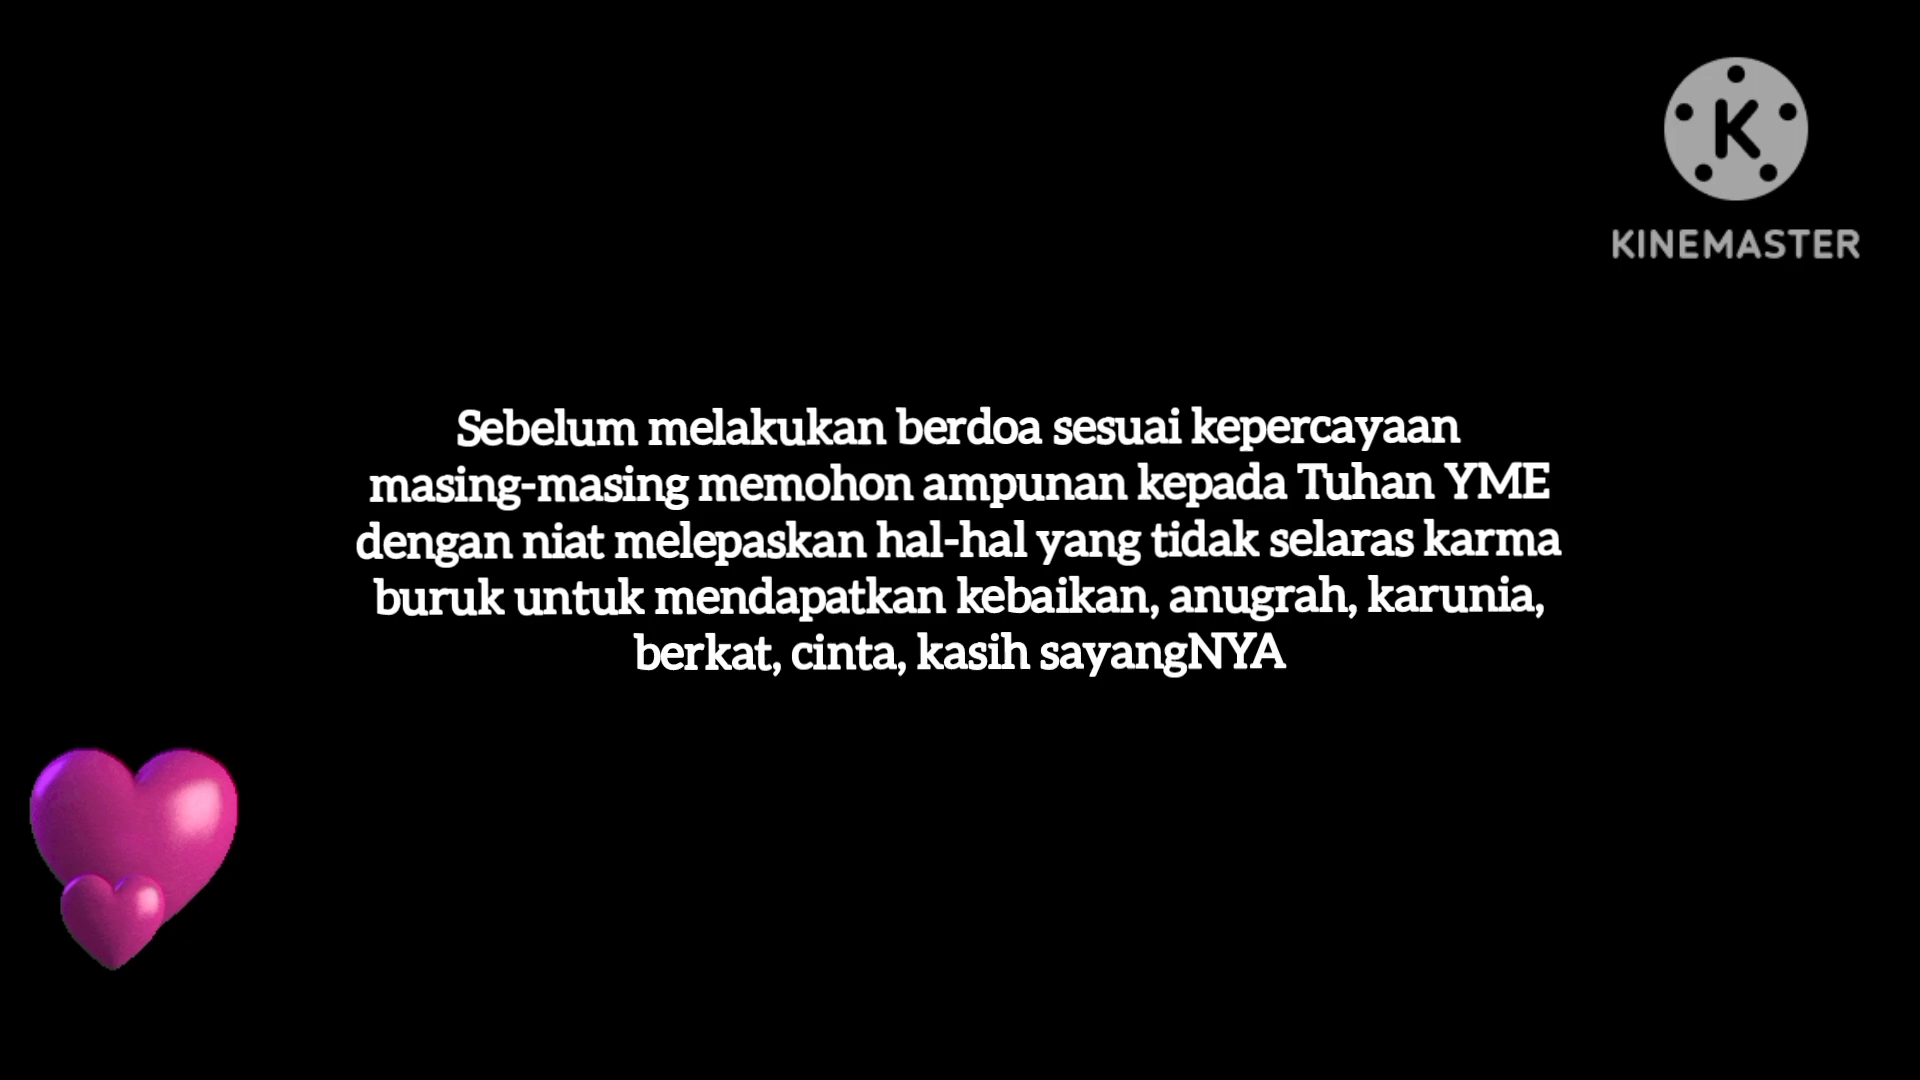 K
KINEMASTER
Sebelum melakukan berdoa sesuai kepercayaan
masing-masing memohon ampunan kepada Tuhan YME
dengan niat melepaskan hal-hal yang tidak selaras karma
buruk untuk mendapatkan kebaikan, anugrah, karunia,
berkat, cinta, kasih sayangNYA